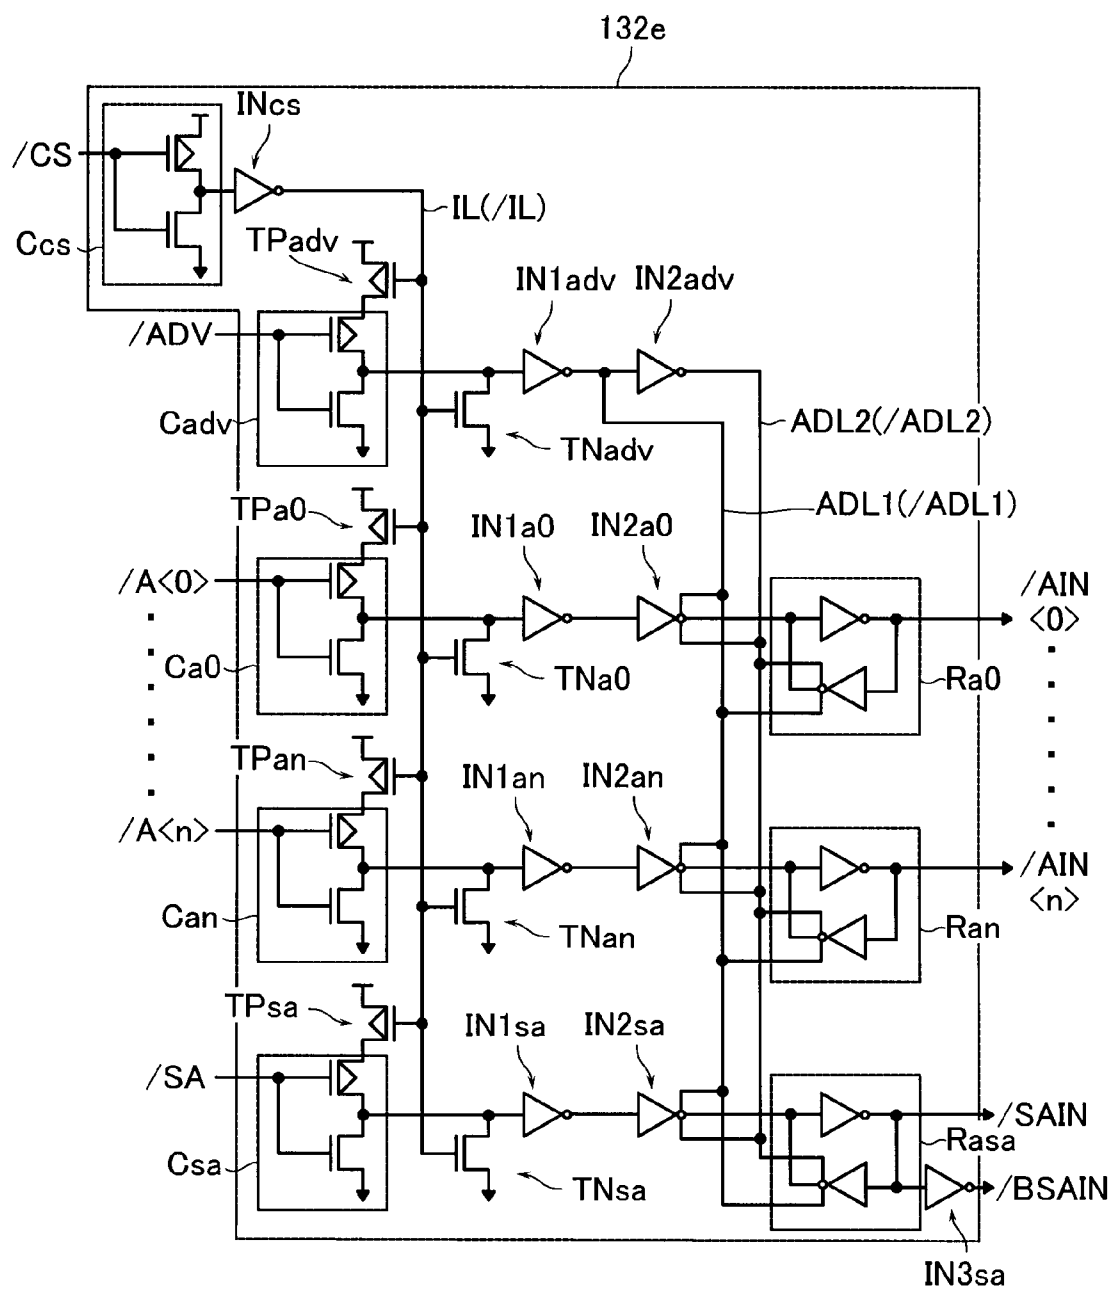 132e
INcs
/CS
IL(/IL)
Ccs
TPadv
IN1adv
IN2adv
/ADV
Cadv
ADL2(/ADL2)
TNadv
TPa0
ADL1(/ADL1)
IN1a0
IN2a0
/A<0>
/AIN
<0>
Ca0
TNa0
Ra0
TPan
IN1an
IN2an
/A<n>
/AIN
<n>
Can
TNan
Ran
TPsa
IN1sa
IN2sa
/SA
/SAIN
Rasa
Csa
TNsa
/BSAIN
IN3sa